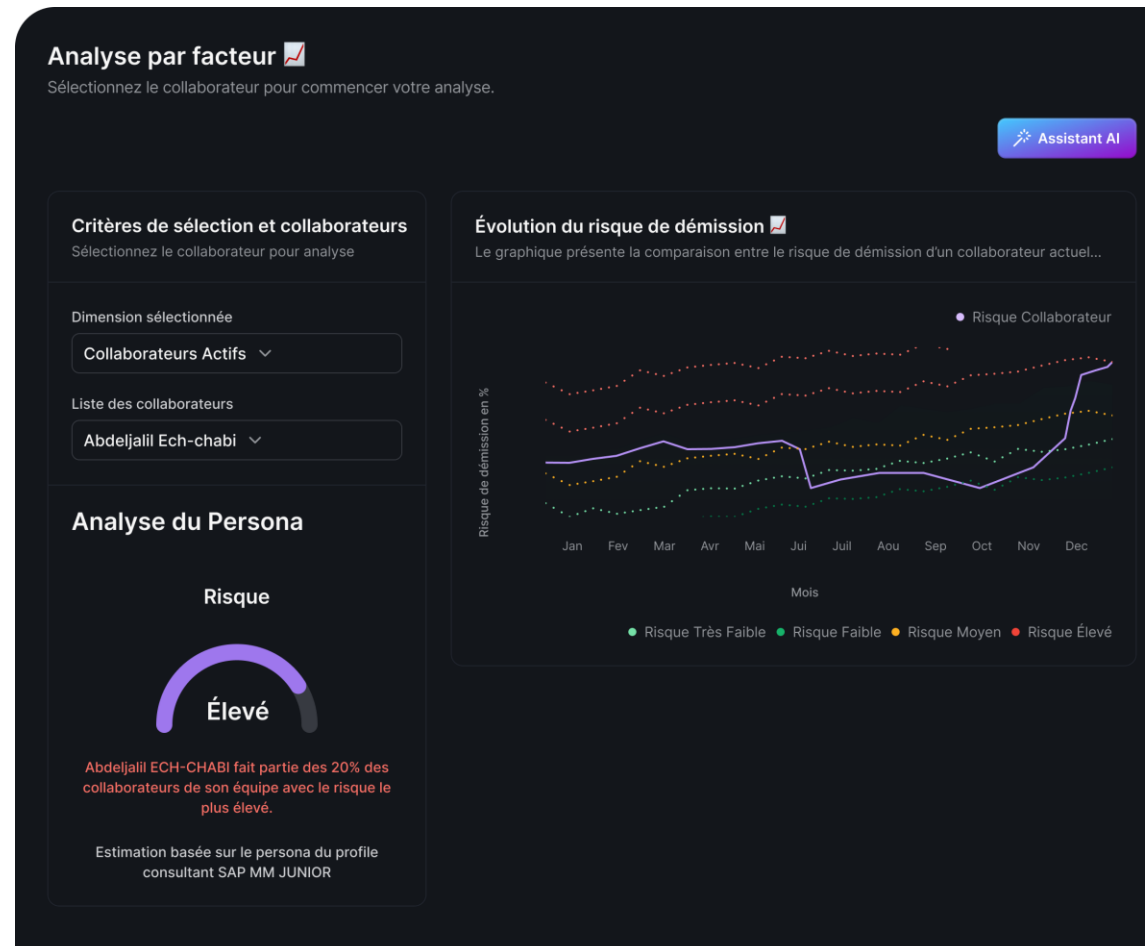 Analyse par facteur 📈
Sélectionnez le collaborateur pour commencer votre analyse.
Assistant AI
Critères de sélection et collaborateurs
Sélectionnez le collaborateur pour analyse
Dimension sélectionnée
Collaborateurs Actifs
Liste des collaborateurs
Abdeljalil Ech-chabi
Analyse du Persona
Risque
Élevé
Abdeljalil ECH-CHABI fait partie des 20% des
collaborateurs de son équipe avec le risque le
plus élevé.
Estimation basée sur le persona du profile
consultant SAP MM JUNIOR
Évolution du risque de démission 📈
Le graphique présente la comparaison entre le risque de démission d'un collaborateur actuel...
Risque Collaborateur
Risque de démission en %
Jan Fev Mar Avr Mai Jui Juil Aou Sep Oct Nov Dec
Mois
Risque Très Faible Risque Faible Risque Moyen Risque Élevé